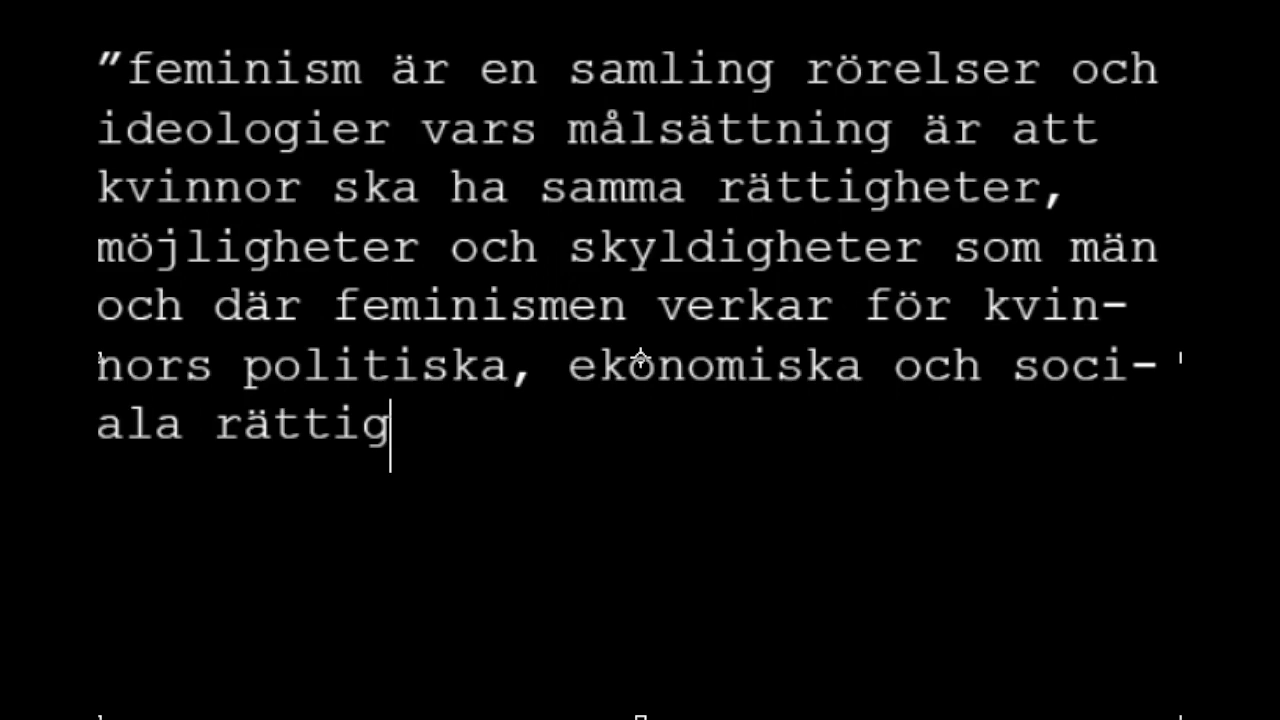 ”feminism är en samling rörelser och
ideologier vars målsättning är att
kvinnor ska ha samma rättigheter,
möjligheter och skyldigheter som män
och där feminismen verkar för kvin-
nors politiska, ekonomiska och soci-
ala rättig